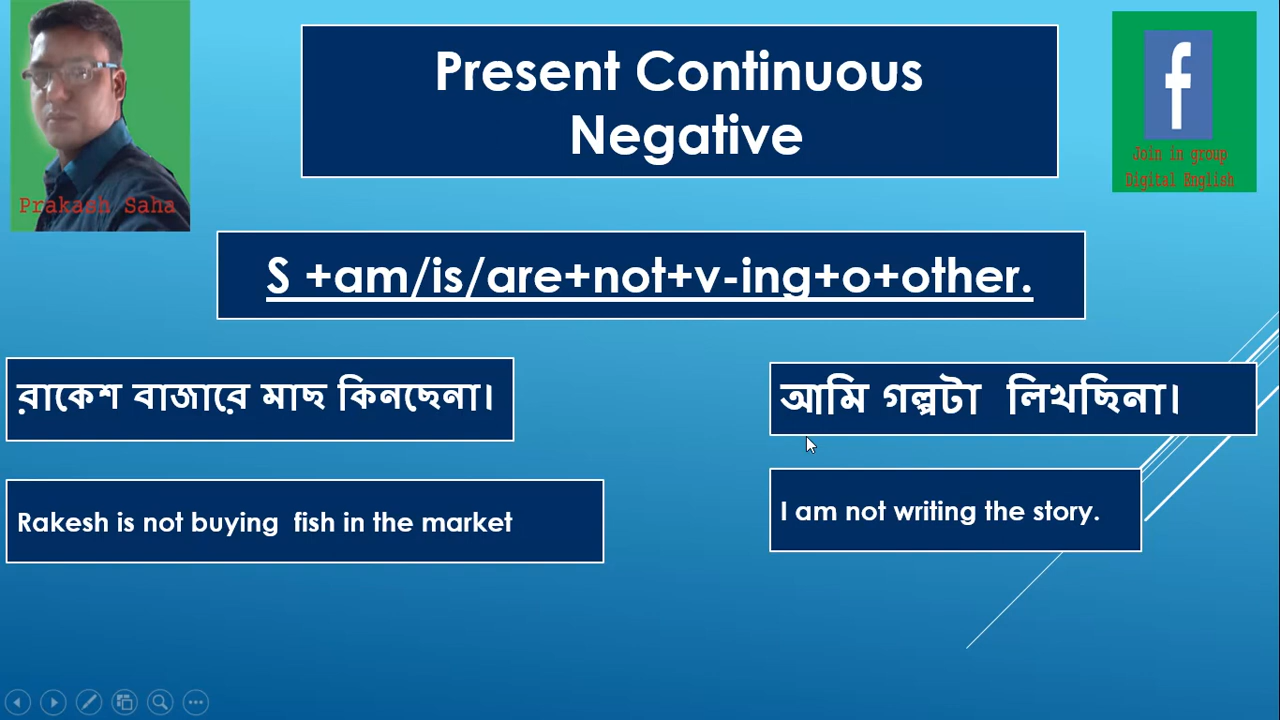 Present Continuous
Negative
Prakash Saha
f
Join in group
Digital English
S +am/is/are+not+v-ing+o+other.
রাকেশ বাজারে মাছ কিনছেনা।
আমি গল্পটা লিখছিনা।
Rakesh is not buying fish in the market
I am not writing the story.